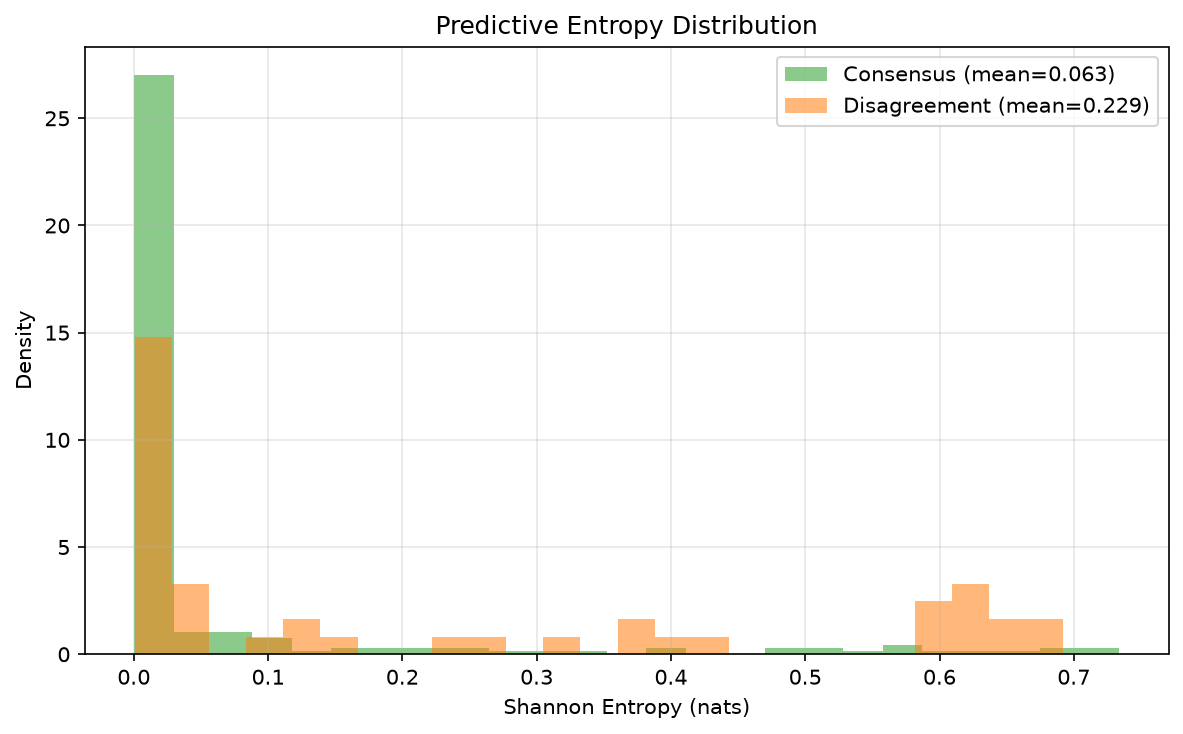 Predictive Entropy Distribution
Consensus (mean=0.063)
Disagreement (mean=0.229)
Density
25
20
15
10
5
0
0.0 0.1 0.2 0.3 0.4 0.5 0.6 0.7
Shannon Entropy (nats)